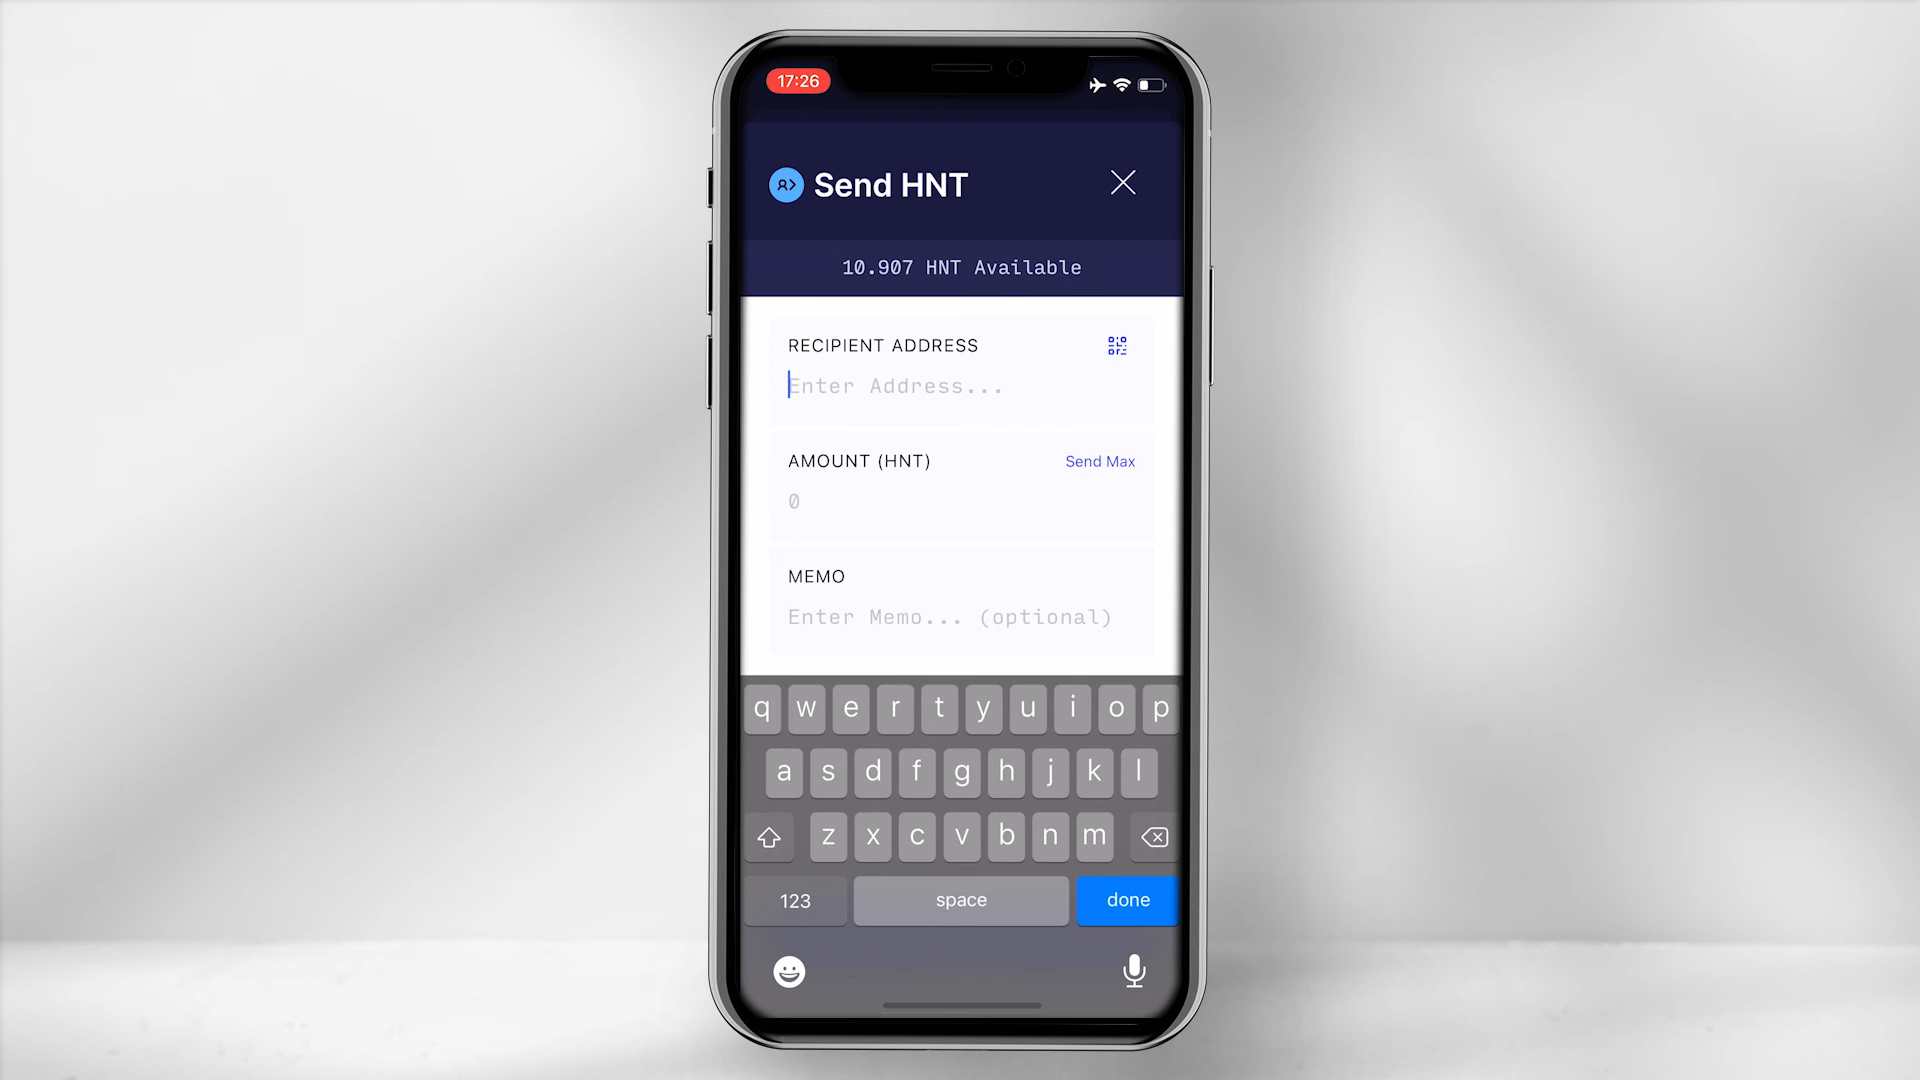 17:26
Send HNT
10.907 HNT Available
RECIPIENT ADDRESS
Enter Address...
AMOUNT (HNT) Send Max
0
MEMO
Enter Memo... (optional)
q w e r t y u i o p
a s d f g h j k l
z x c v b n m
123 space done